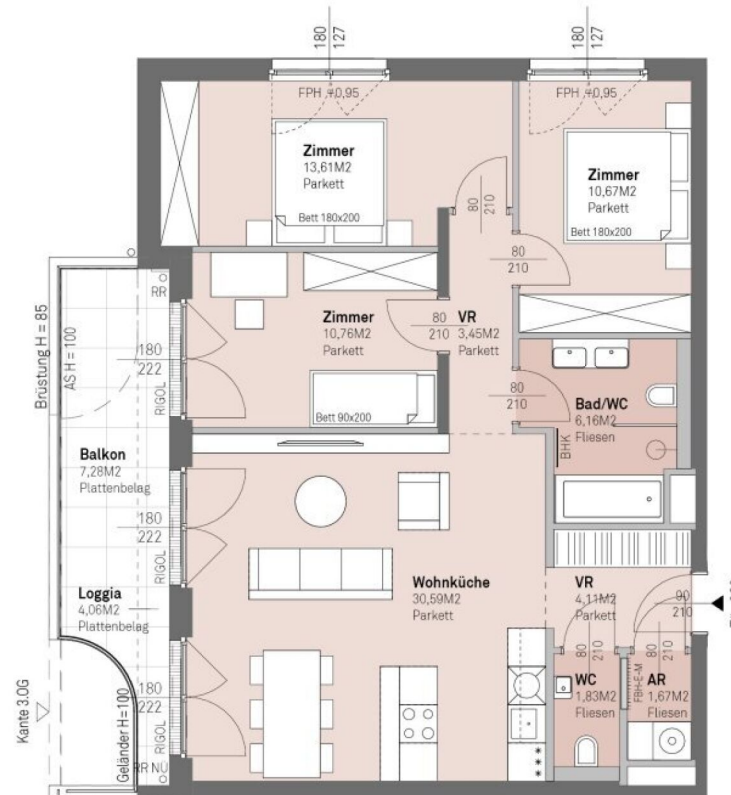 180
127
180
127
FPH +0,95
FPH +0,95
Zimmer
13,61M2
Parkett
Bett 180x200
Zimmer
10,67M2
Parkett
Bett 180x200
80
210
80
210
RR
Zimmer
10,76M2
Parkett
80
210
VR
3,45M2
Parkett
Bett 90x200
Brüstung H = 85
AS H = 100
180
222
RIGOL
80
210
Bad/WC
6,16M2
Fliesen
BHK
Balkon
7,28M2
Plattenbelag
180
222
RIGOL
Loggia
4,06M2
Plattenbelag
Wohnküche
30,59M2
Parkett
VR
4,11M2
Parkett
90
210
80
210
80
210
WC
1,83M2
Fliesen
FBH-E-M
AR
1,67M2
Fliesen
180
222
RIGOL
Geländer H=100
Kante 3.OG
RR NÜ